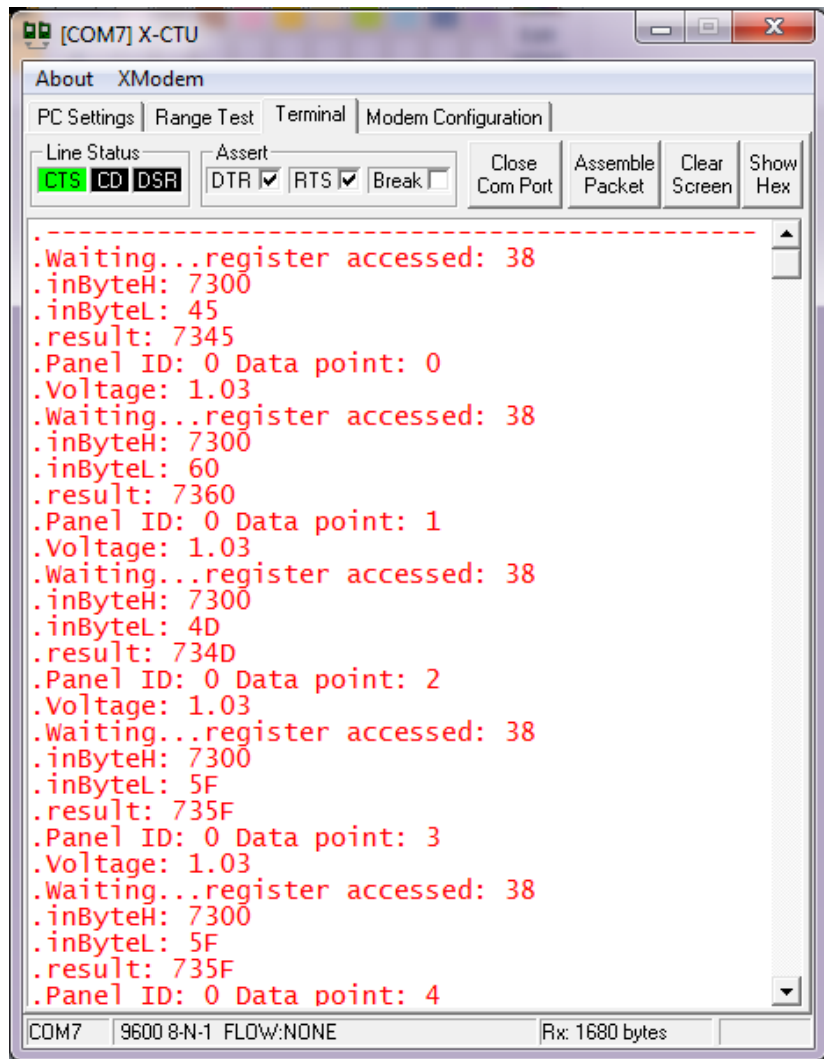 [COM7] X-CTU
About XModem
PC Settings Range Test Terminal Modem Configuration
Line Status Assert
CTS CD DSR DTR RTS Break Close Com Port Assemble Packet Clear Screen Show Hex
.----------------------------------------------
.Waiting...register accessed: 38
.inByteH: 7300
.inByteL: 45
.result: 7345
.Panel ID: 0 Data point: 0
.Voltage: 1.03
.Waiting...register accessed: 38
.inByteH: 7300
.inByteL: 60
.result: 7360
.Panel ID: 0 Data point: 1
.Voltage: 1.03
.Waiting...register accessed: 38
.inByteH: 7300
.inByteL: 4D
.result: 734D
.Panel ID: 0 Data point: 2
.Voltage: 1.03
.Waiting...register accessed: 38
.inByteH: 7300
.inByteL: 5F
.result: 735F
.Panel ID: 0 Data point: 3
.Voltage: 1.03
.Waiting...register accessed: 38
.inByteH: 7300
.inByteL: 5F
.result: 735F
.Panel ID: 0 Data point: 4
COM7 9600 8-N-1 FLOW:NONE Rx: 1680 bytes